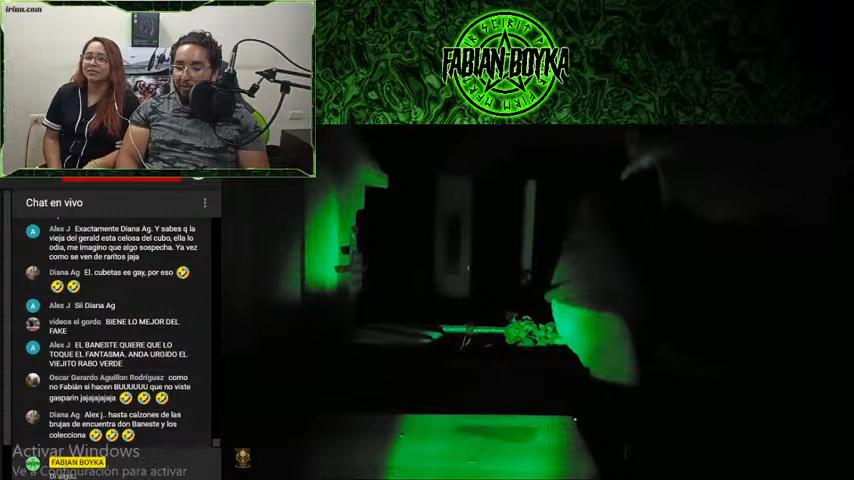 iriun.com
FABIAN BOYKA
Chat en vivo
Alex J Exactamente Diana Ag. Y sabes q la
vieja del gerald esta celosa del cubo, ella lo
odia, me imagino que algo sospecha. Ya vez
como se ven de raritos jaja
Diana Ag El. cubetas es gay, por eso 🤣
🤣 🤣
Alex J Sii Diana Ag
videos el gordo BIENE LO MEJOR DEL
FAKE
Alex J EL BANESTE QUIERE QUE LO
TOQUE EL FANTASMA. ANDA URGIDO EL
VIEJITO RABO VERDE
Oscar Gerardo Aguillon Rodríguez como
no Fabián si hacen BUUUUUU que no viste
gasparin jajajajajaja 🤣 🤣 🤣
Diana Ag Alex j.. hasta calzones de las
brujas de encuentra don Baneste y los
colecciona 🤣 🤣 🤣
Activar Windows
FABIAN BOYKA
Ve a Configuración para activar
Di algo...